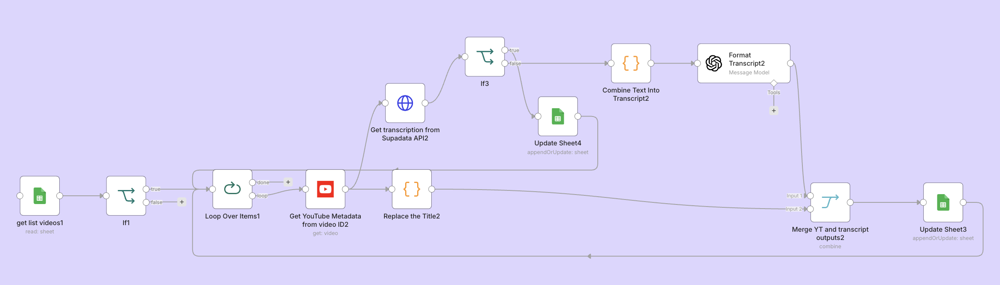 true
false
If3
Combine Text Into
Transcript2
Format
Transcript2
Message Model
Tools
+
Get transcription from
Supadata API2
Update Sheet4
appendOrUpdate: sheet
get list videos1
read: sheet
true
false
+
If1
done
+
loop
Loop Over Items1
Get YouTube Metadata
from video ID2
get: video
Replace the Title2
Input 1
Input 2
Merge YT and transcript
outputs2
combine
Update Sheet3
appendOrUpdate: sheet